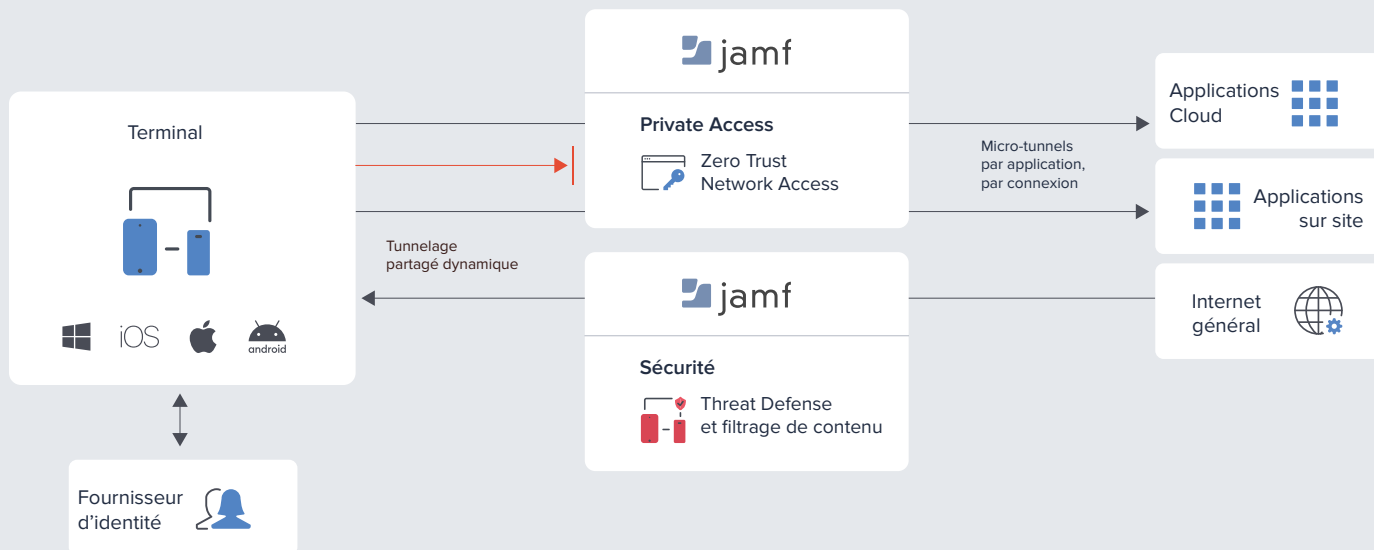 Terminal
iOS
android
Fournisseur
d’identité
Tunnelage
partagé dynamique
jamf
Private Access
Zero Trust
Network Access
jamf
Sécurité
Threat Defense
et filtrage de contenu
Micro-tunnels
par application,
par connexion
Applications
Cloud
Applications
sur site
Internet
général